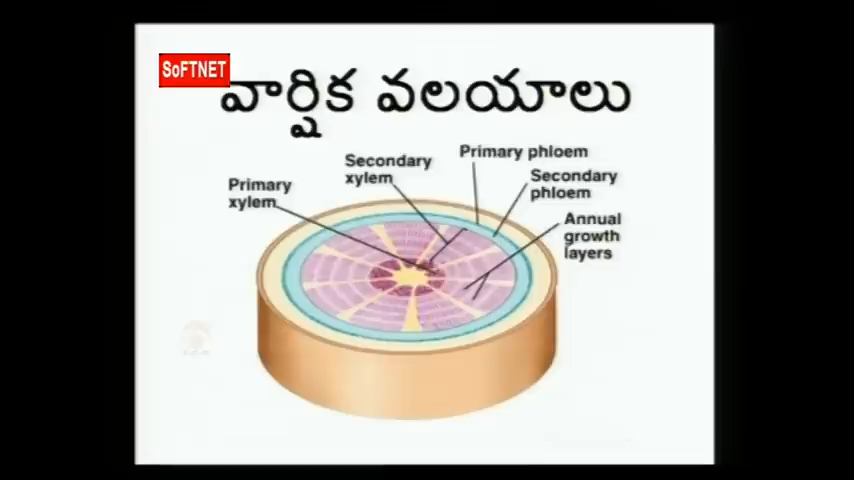 SoFTNET
వార్షిక వలయాలు
Primary phloem
Secondary
xylem
Secondary
phloem
Primary
xylem
Annual
growth
layers